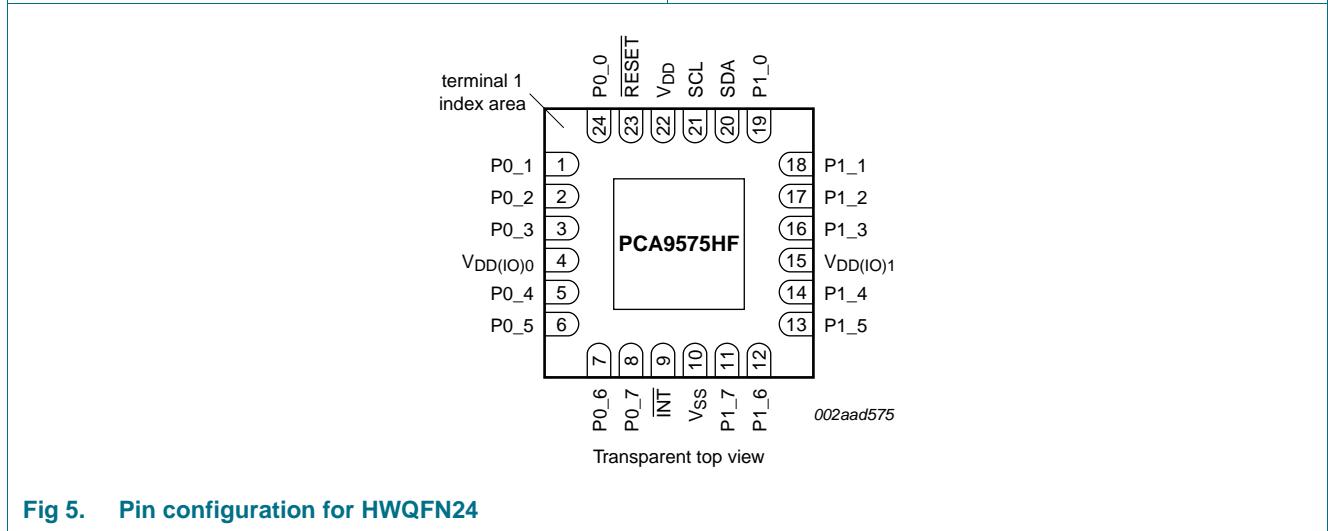 P0_0
RESET
VDD
SCL
SDA
P1_0
terminal 1
index area
24
23
22
21
20
19
P0_1 1
18 P1_1
P0_2 2
17 P1_2
P0_3 3
16 P1_3
PCA9575HF
VDD(IO)0 4
15 VDD(IO)1
P0_4 5
14 P1_4
P0_5 6
13 P1_5
7
8
9
10
11
12
P0_6
P0_7
INT
VSS
P1_7
P1_6
002aad575
Transparent top view
Fig 5. Pin configuration for HWQFN24